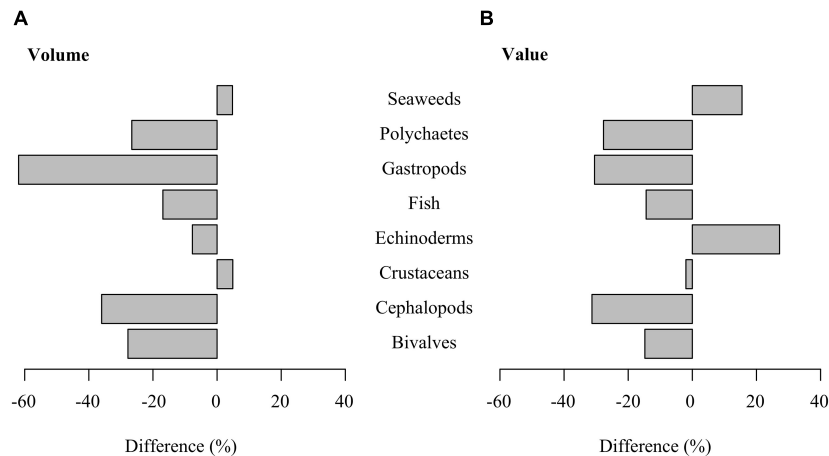 A
B
Volume
Value
Seaweeds
Polychaetes
Gastropods
Fish
Echinoderms
Crustaceans
Cephalopods
Bivalves
-60 -40 -20 0 20 40
-60 -40 -20 0 20 40
Difference (%)
Difference (%)